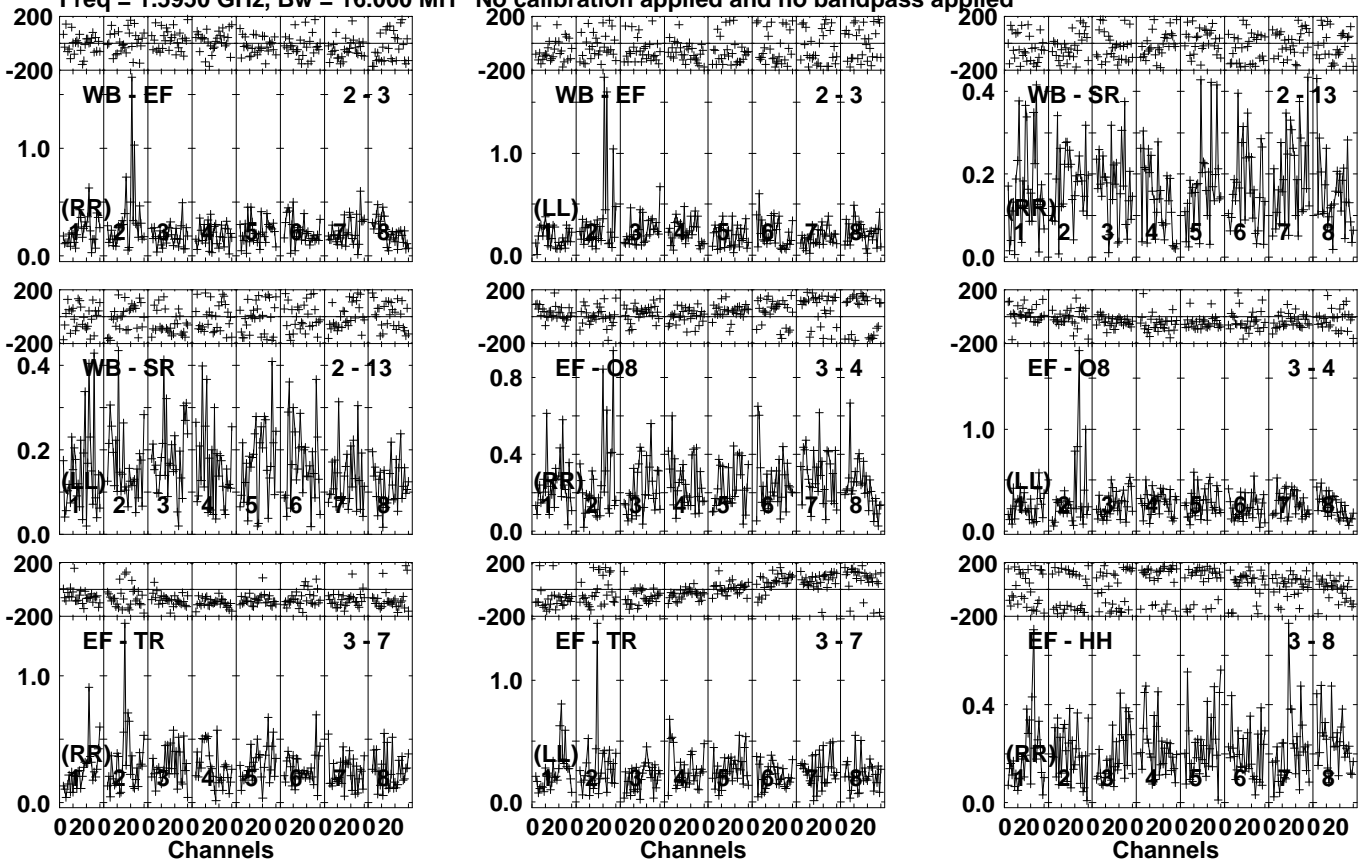 Freq = 1.5950 GHz, Bw = 16.000 MH No calibration applied and no bandpass applied
200 200 200
-200 -200 -200
WB - EF 2 - 3 WB - EF 2 - 3 0.4 WB - SR 2 - 13
1.0 1.0 0.2
(RR) (LL) (RR)
1 2 3 4 5 6 7 8 1 2 3 4 5 6 7 8 1 2 3 4 5 6 7 8
0.0 0.0 0.0
200 200 200
-200 -200 -200
0.4 WB - SR 2 - 13 EF - O8 3 - 4 EF - O8 3 - 4
0.8
0.2 0.4 1.0
(LL) (RR) (LL)
1 2 3 4 5 6 7 8 1 2 3 4 5 6 7 8 1 2 3 4 5 6 7 8
0.0 0.0 0.0
200 200 200
-200 -200 -200
EF - TR 3 - 7 EF - TR 3 - 7 EF - HH 3 - 8
1.0 1.0 0.4
(RR) (LL) (RR)
1 2 3 4 5 6 7 8 1 2 3 4 5 6 7 8 1 2 3 4 5 6 7 8
0.0 0.0 0.0
0 20 0 20 0 20 0 20 0 20 0 20 0 20 0 20 0 20 0 20 0 20 0 20 0 20 0 20 0 20 0 20 0 20 0 20 0 20 0 20 0 20 0 20 0 20 0 20
Channels Channels Channels